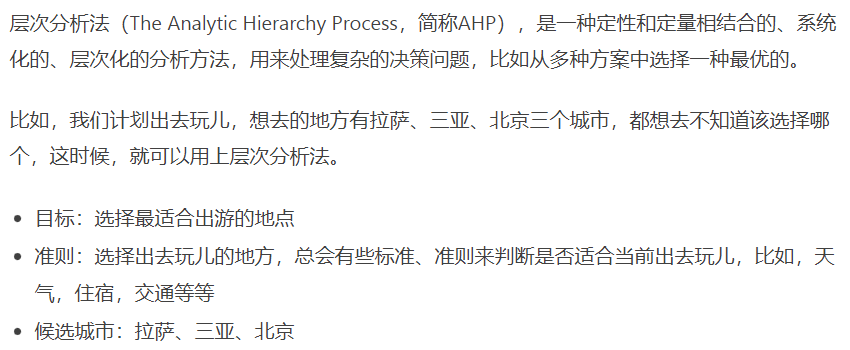 层次分析法（The Analytic Hierarchy Process，简称AHP），是一种定性和定量相结合的、系统
化的、层次化的分析方法，用来处理复杂的决策问题，比如从多种方案中选择一种最优的。
比如，我们计划出去玩儿，想去的地方有拉萨、三亚、北京三个城市，都想去不知道该选择哪
个，这时候，就可以用上层次分析法。
• 目标：选择最适合出游的地点
• 准则：选择出去玩儿的地方，总会有些标准、准则来判断是否适合当前出去玩儿，比如，天
气，住宿，交通等等
• 候选城市：拉萨、三亚、北京